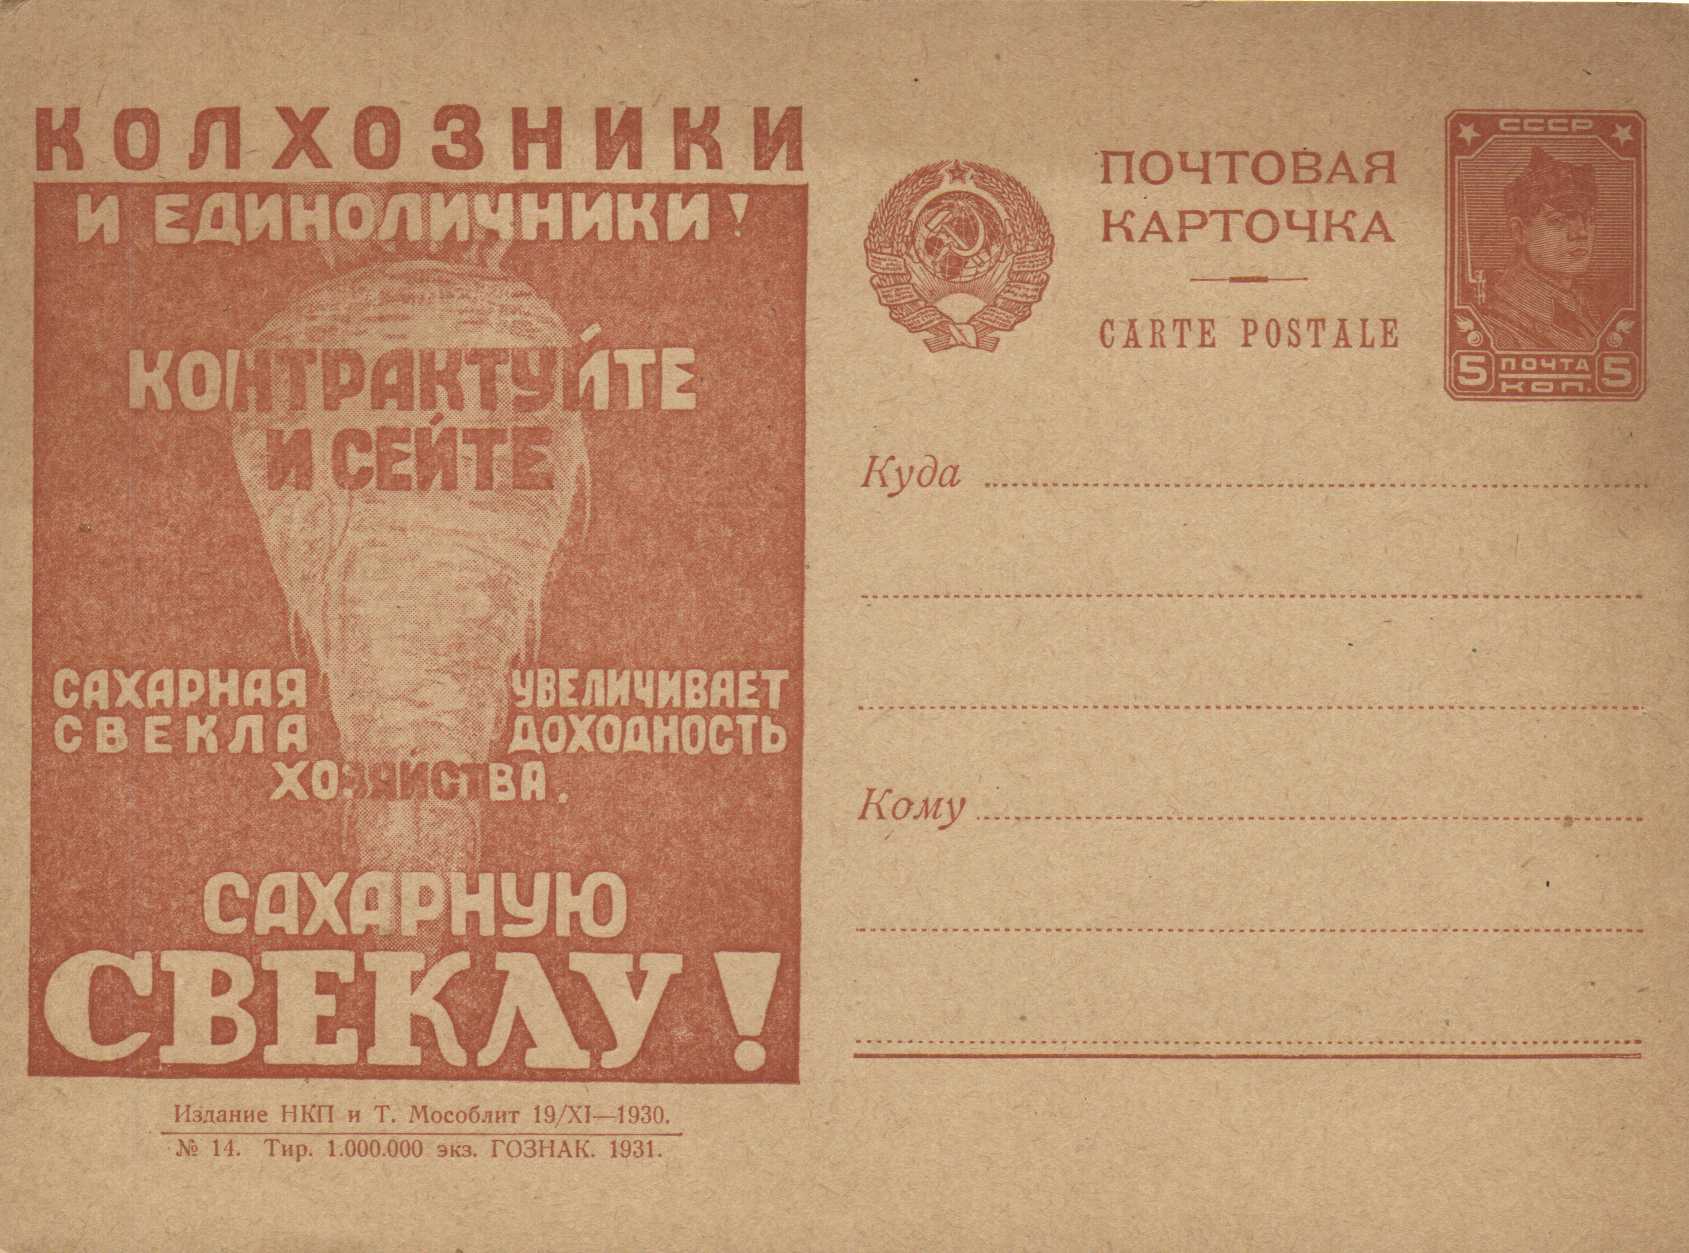 КОЛХОЗНИКИ
И ЕДИНОЛИЧНИКИ!
КОНТРАКТУЙТЕ
И СЕЙТЕ
САХАРНАЯ
СВЕКЛА
УВЕЛИЧИВАЕТ
ДОХОДНОСТЬ
ХОЗЯЙСТВА.
САХАРНУЮ
СВЕКЛУ!
Издание НКП и Т. Мособлит 19/XI—1930.
№ 14. Тир. 1.000.000 экз. ГОЗНАК. 1931.
ПОЧТОВАЯ
КАРТОЧКА
CARTE POSTALE
СССР
5 ПОЧТА 5
КОП.
Куда
Кому